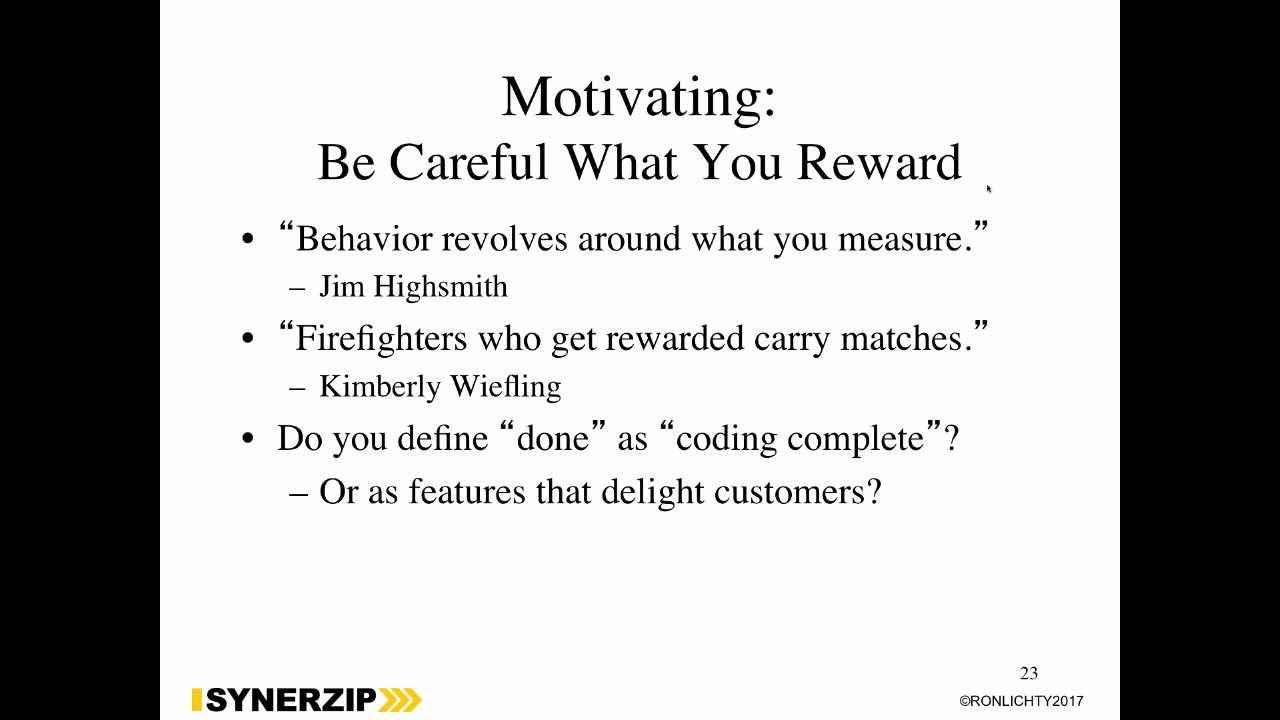 Motivating:
Be Careful What You Reward
• “Behavior revolves around what you measure.”
– Jim Highsmith
• “Firefighters who get rewarded carry matches.”
– Kimberly Wiefling
• Do you define “done” as “coding complete”?
– Or as features that delight customers?
23
SYNERZIP
©RONLICHTY2017